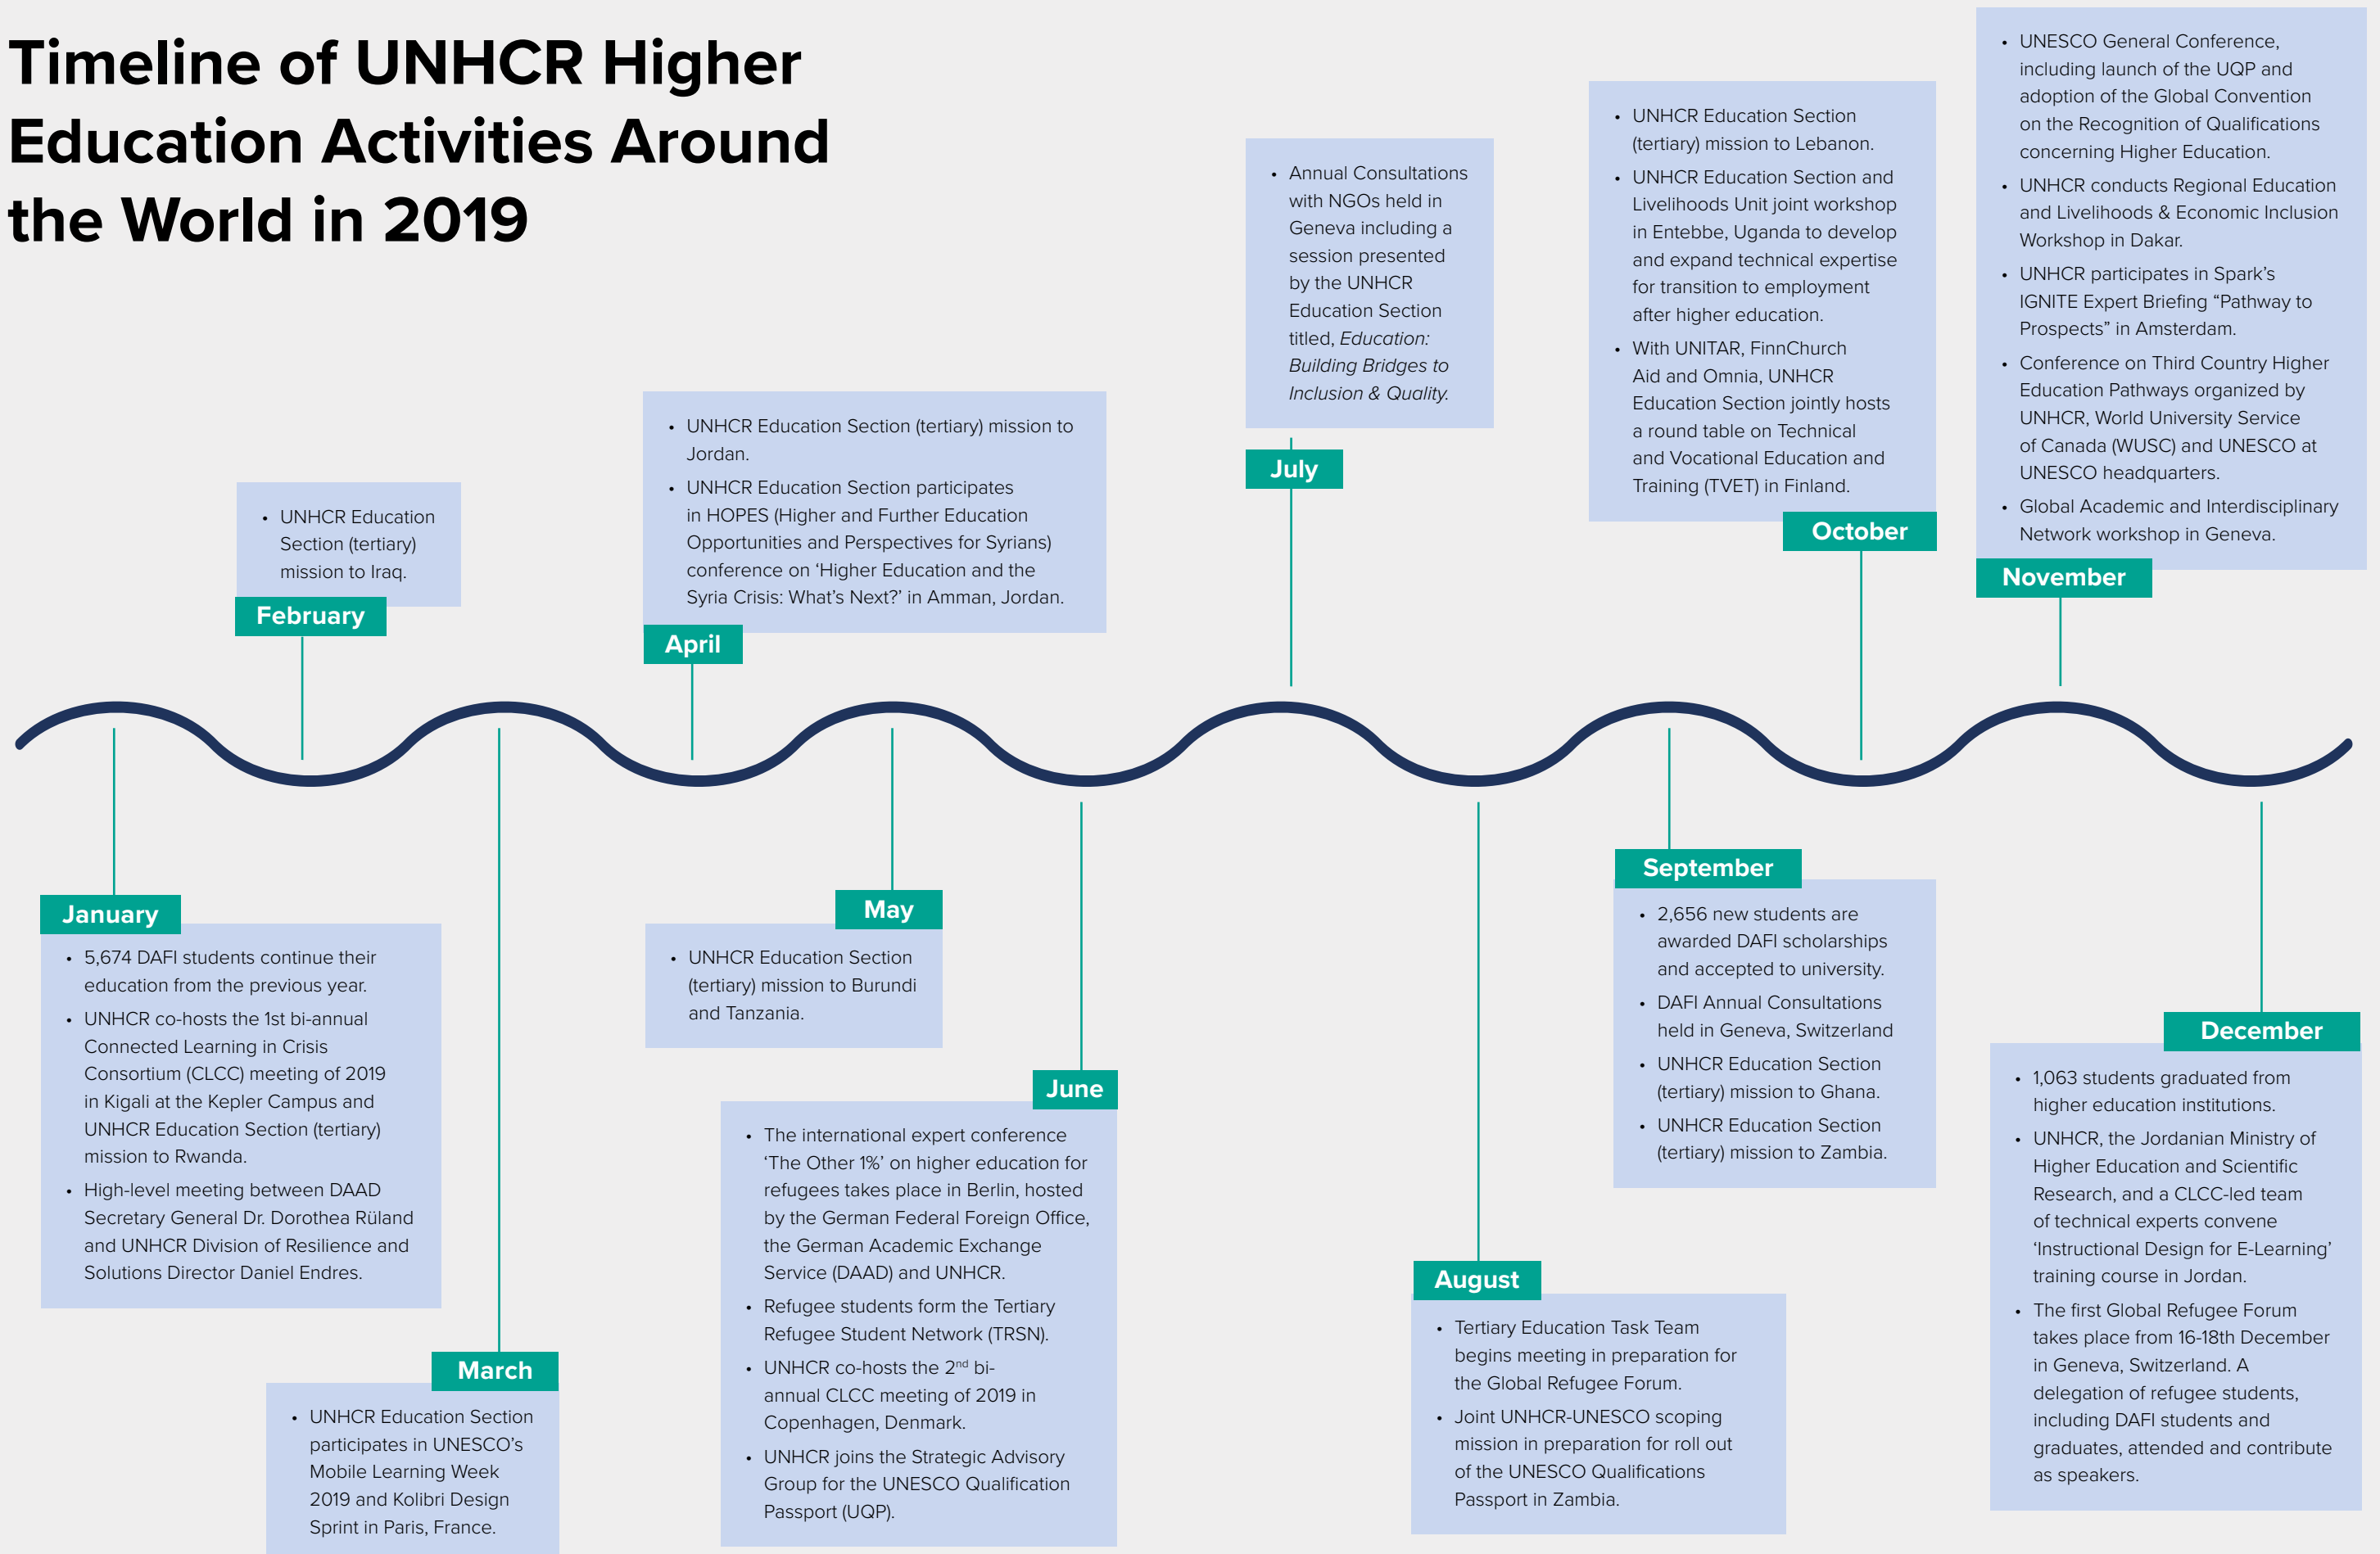 Timeline of UNHCR Higher
Education Activities Around
the World in 2019
January
• 5,674 DAFI students continue their
education from the previous year.
• UNHCR co-hosts the 1st bi-annual
Connected Learning in Crisis
Consortium (CLCC) meeting of 2019
in Kigali at the Kepler Campus and
UNHCR Education Section (tertiary)
mission to Rwanda.
• High-level meeting between DAAD
Secretary General Dr. Dorothea Rüland
and UNHCR Division of Resilience and
Solutions Director Daniel Endres.
• UNHCR Education
Section (tertiary)
mission to Iraq.
February
March
• UNHCR Education Section
participates in UNESCO’s
Mobile Learning Week
2019 and Kolibri Design
Sprint in Paris, France.
• UNHCR Education Section (tertiary) mission to
Jordan.
• UNHCR Education Section participates
in HOPES (Higher and Further Education
Opportunities and Perspectives for Syrians)
conference on ‘Higher Education and the
Syria Crisis: What’s Next?’ in Amman, Jordan.
April
May
• UNHCR Education Section
(tertiary) mission to Burundi
and Tanzania.
June
• The international expert conference
‘The Other 1%’ on higher education for
refugees takes place in Berlin, hosted
by the German Federal Foreign Office,
the German Academic Exchange
Service (DAAD) and UNHCR.
• Refugee students form the Tertiary
Refugee Student Network (TRSN).
• UNHCR co-hosts the 2nd bi-
annual CLCC meeting of 2019 in
Copenhagen, Denmark.
• UNHCR joins the Strategic Advisory
Group for the UNESCO Qualification
Passport (UQP).
• Annual Consultations
with NGOs held in
Geneva including a
session presented
by the UNHCR
Education Section
titled, Education:
Building Bridges to
Inclusion & Quality.
July
August
• Tertiary Education Task Team
begins meeting in preparation for
the Global Refugee Forum.
• Joint UNHCR-UNESCO scoping
mission in preparation for roll out
of the UNESCO Qualifications
Passport in Zambia.
September
• 2,656 new students are
awarded DAFI scholarships
and accepted to university.
• DAFI Annual Consultations
held in Geneva, Switzerland
• UNHCR Education Section
(tertiary) mission to Ghana.
• UNHCR Education Section
(tertiary) mission to Zambia.
• UNHCR Education Section
(tertiary) mission to Lebanon.
• UNHCR Education Section and
Livelihoods Unit joint workshop
in Entebbe, Uganda to develop
and expand technical expertise
for transition to employment
after higher education.
• With UNITAR, FinnChurch
Aid and Omnia, UNHCR
Education Section jointly hosts
a round table on Technical
and Vocational Education and
Training (TVET) in Finland.
October
• UNESCO General Conference,
including launch of the UQP and
adoption of the Global Convention
on the Recognition of Qualifications
concerning Higher Education.
• UNHCR conducts Regional Education
and Livelihoods & Economic Inclusion
Workshop in Dakar.
• UNHCR participates in Spark’s
IGNITE Expert Briefing “Pathway to
Prospects” in Amsterdam.
• Conference on Third Country Higher
Education Pathways organized by
UNHCR, World University Service
of Canada (WUSC) and UNESCO at
UNESCO headquarters.
• Global Academic and Interdisciplinary
Network workshop in Geneva.
November
December
• 1,063 students graduated from
higher education institutions.
• UNHCR, the Jordanian Ministry of
Higher Education and Scientific
Research, and a CLCC-led team
of technical experts convene
‘Instructional Design for E-Learning’
training course in Jordan.
• The first Global Refugee Forum
takes place from 16-18th December
in Geneva, Switzerland. A
delegation of refugee students,
including DAFI students and
graduates, attended and contribute
as speakers.